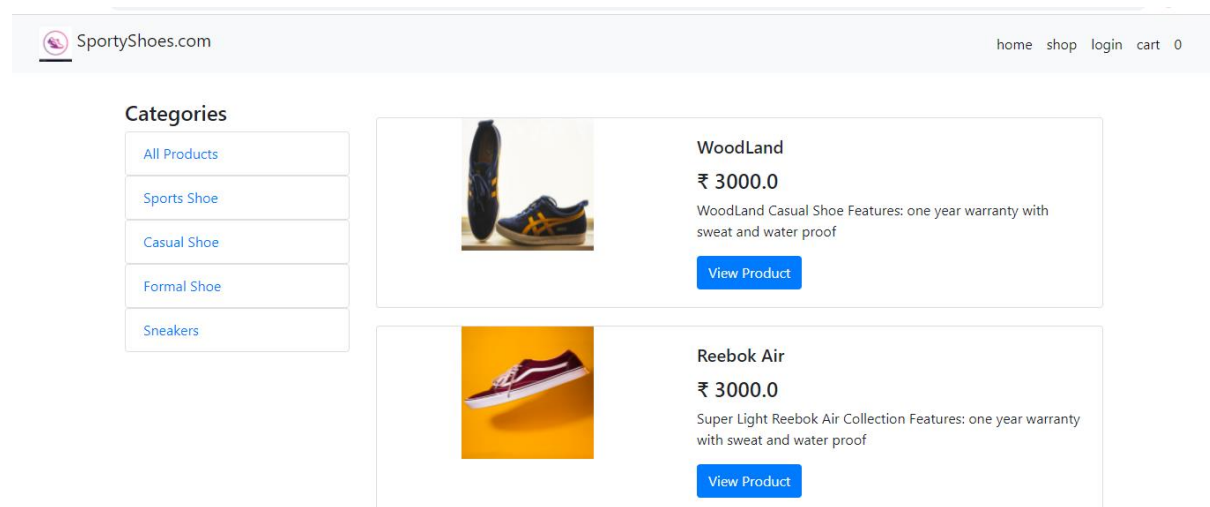 SportyShoes.com
home shop login cart 0
Categories
All Products
Sports Shoe
Casual Shoe
Formal Shoe
Sneakers
WoodLand
₹ 3000.0
WoodLand Casual Shoe Features: one year warranty with
sweat and water proof
View Product
Reebok Air
₹ 3000.0
Super Light Reebok Air Collection Features: one year warranty
with sweat and water proof
View Product